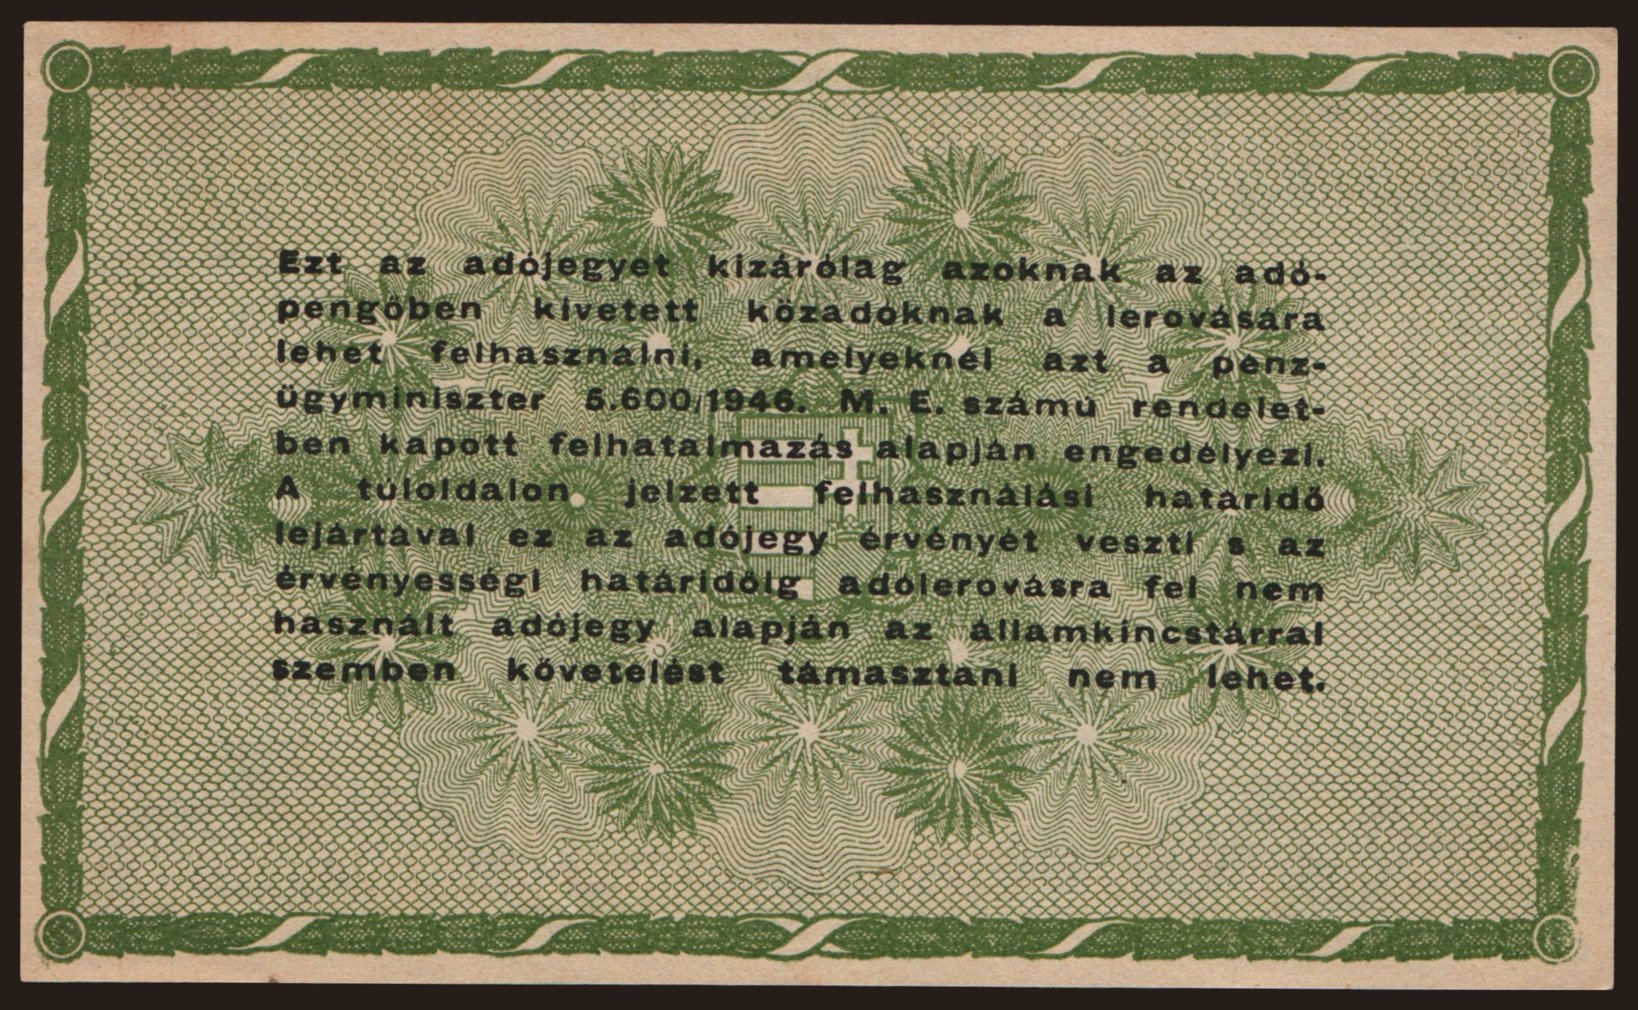 Ezt az adójegyet kizárólag azoknak az adó-
pengőben kivetett közadóknak a lerovására
lehet felhasználni, amelyeknél azt a pénz-
ügyminiszter 5.600/1946. M. E. számú rendelet-
ben kapott felhatalmazás alapján engedélyezi.
A túloldalon jelzett felhasználási határidő
lejártával ez az adójegy érvényét veszti s az
érvényességi határidőig adólerovásra fel nem
használt adójegy alapján az államkincstárral
szemben követelést támasztani nem lehet.